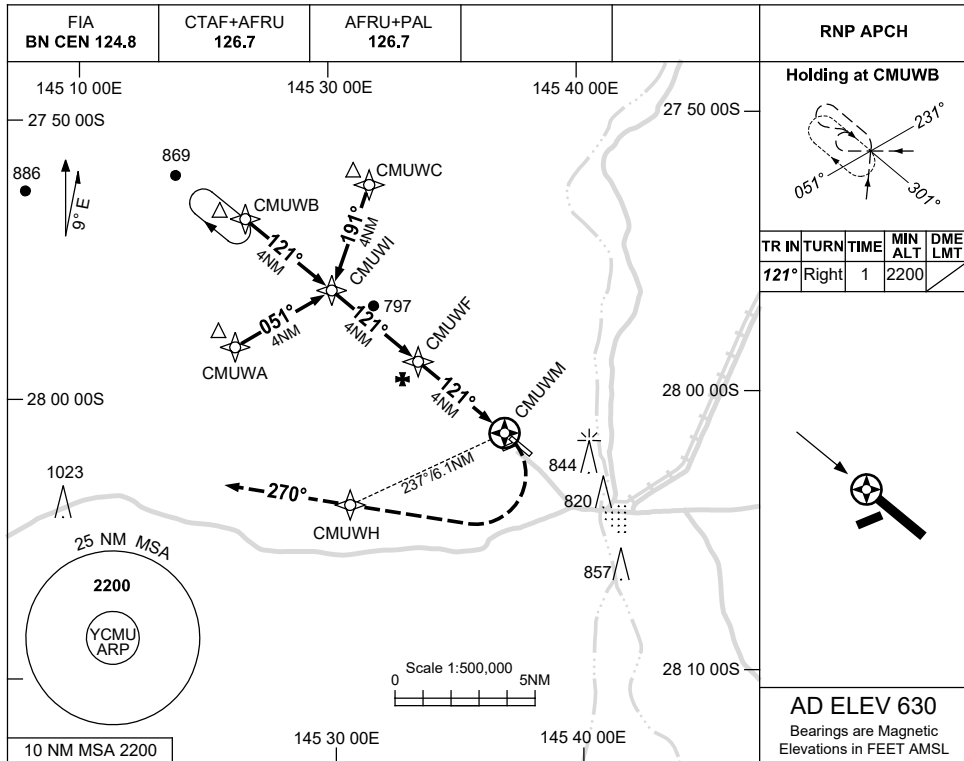 FIA
BN CEN 124.8
CTAF+AFRU
126.7
AFRU+PAL
126.7
RNP APCH
145 10 00E
145 30 00E
145 40 00E
27 50 00S
27 50 00S
Holding at CMUWB
231°
051°
301°
TR IN TURN TIME MIN ALT DME LMT
121° Right 1 2200
886
869
9° E
CMUWB
CMUWC
121°
4NM
191°
4NM
CMUWI
797
051°
4NM
CMUWA
121°
4NM
CMUWF
28 00 00S
28 00 00S
121°
4NM
CMUWM
844
820
857
1023
237°/6.1NM
270°
CMUWH
25 NM MSA
2200
YCMU
ARP
Scale 1:500,000
0 5NM
28 10 00S
10 NM MSA 2200
145 30 00E
145 40 00E
AD ELEV 630
Bearings are Magnetic
Elevations in FEET AMSL